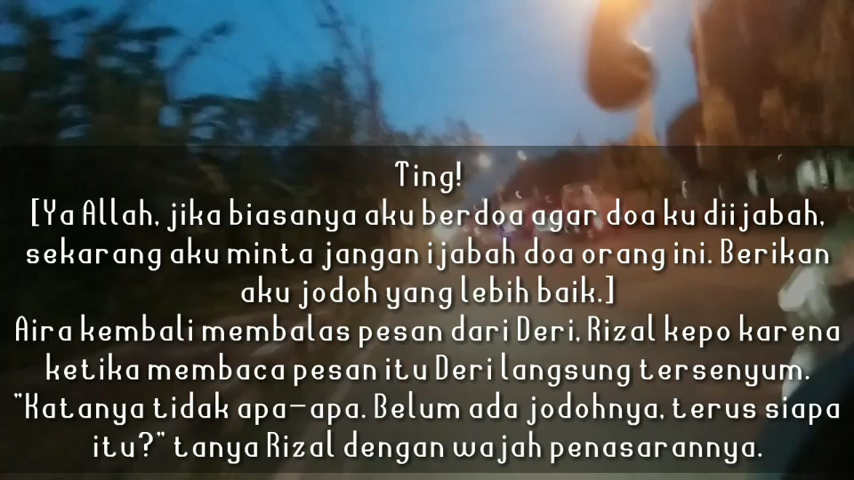 Ting!
[Ya Allah, jika biasanya aku berdoa agar doa ku diijabah,
sekarang aku minta jangan ijabah doa orang ini. Berikan
aku jodoh yang lebih baik.]
Aira kembali membalas pesan dari Deri, Rizal kepo karena
ketika membaca pesan itu Deri langsung tersenyum.
"Katanya tidak apa-apa. Belum ada jodohnya, terus siapa
itu?" tanya Rizal dengan wajah penasarannya.